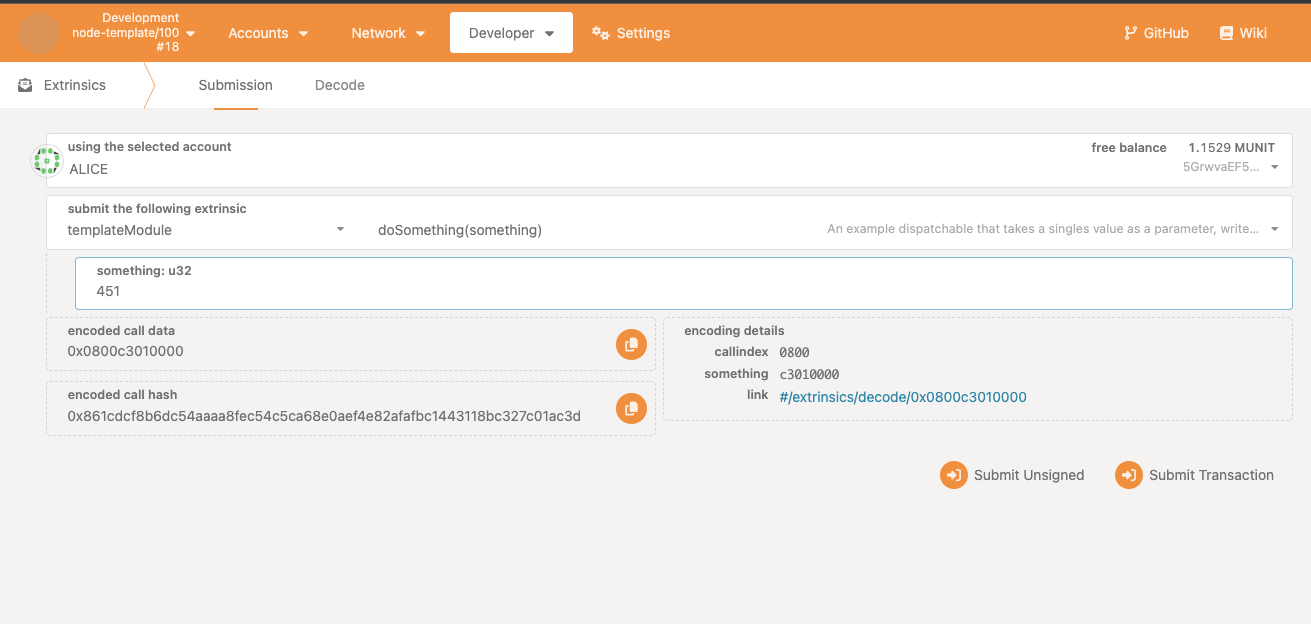 Development
node-template/100
#18
Accounts
Network
Developer
Settings
GitHub
Wiki
Extrinsics
Submission
Decode
using the selected account
ALICE
free balance 1.1529 MUNIT
5GrwvaEF5...
submit the following extrinsic
templateModule
doSomething(something)
An example dispatchable that takes a singles value as a parameter, write...
something: u32
451
encoded call data
0x0800c3010000
encoded call hash
0x861cdcf8b6dc54aaaa8fec54c5ca68e0aef4e82afafbc1443118bc327c01ac3d
encoding details
callindex 0800
something c3010000
link #/extrinsics/decode/0x0800c3010000
Submit Unsigned
Submit Transaction